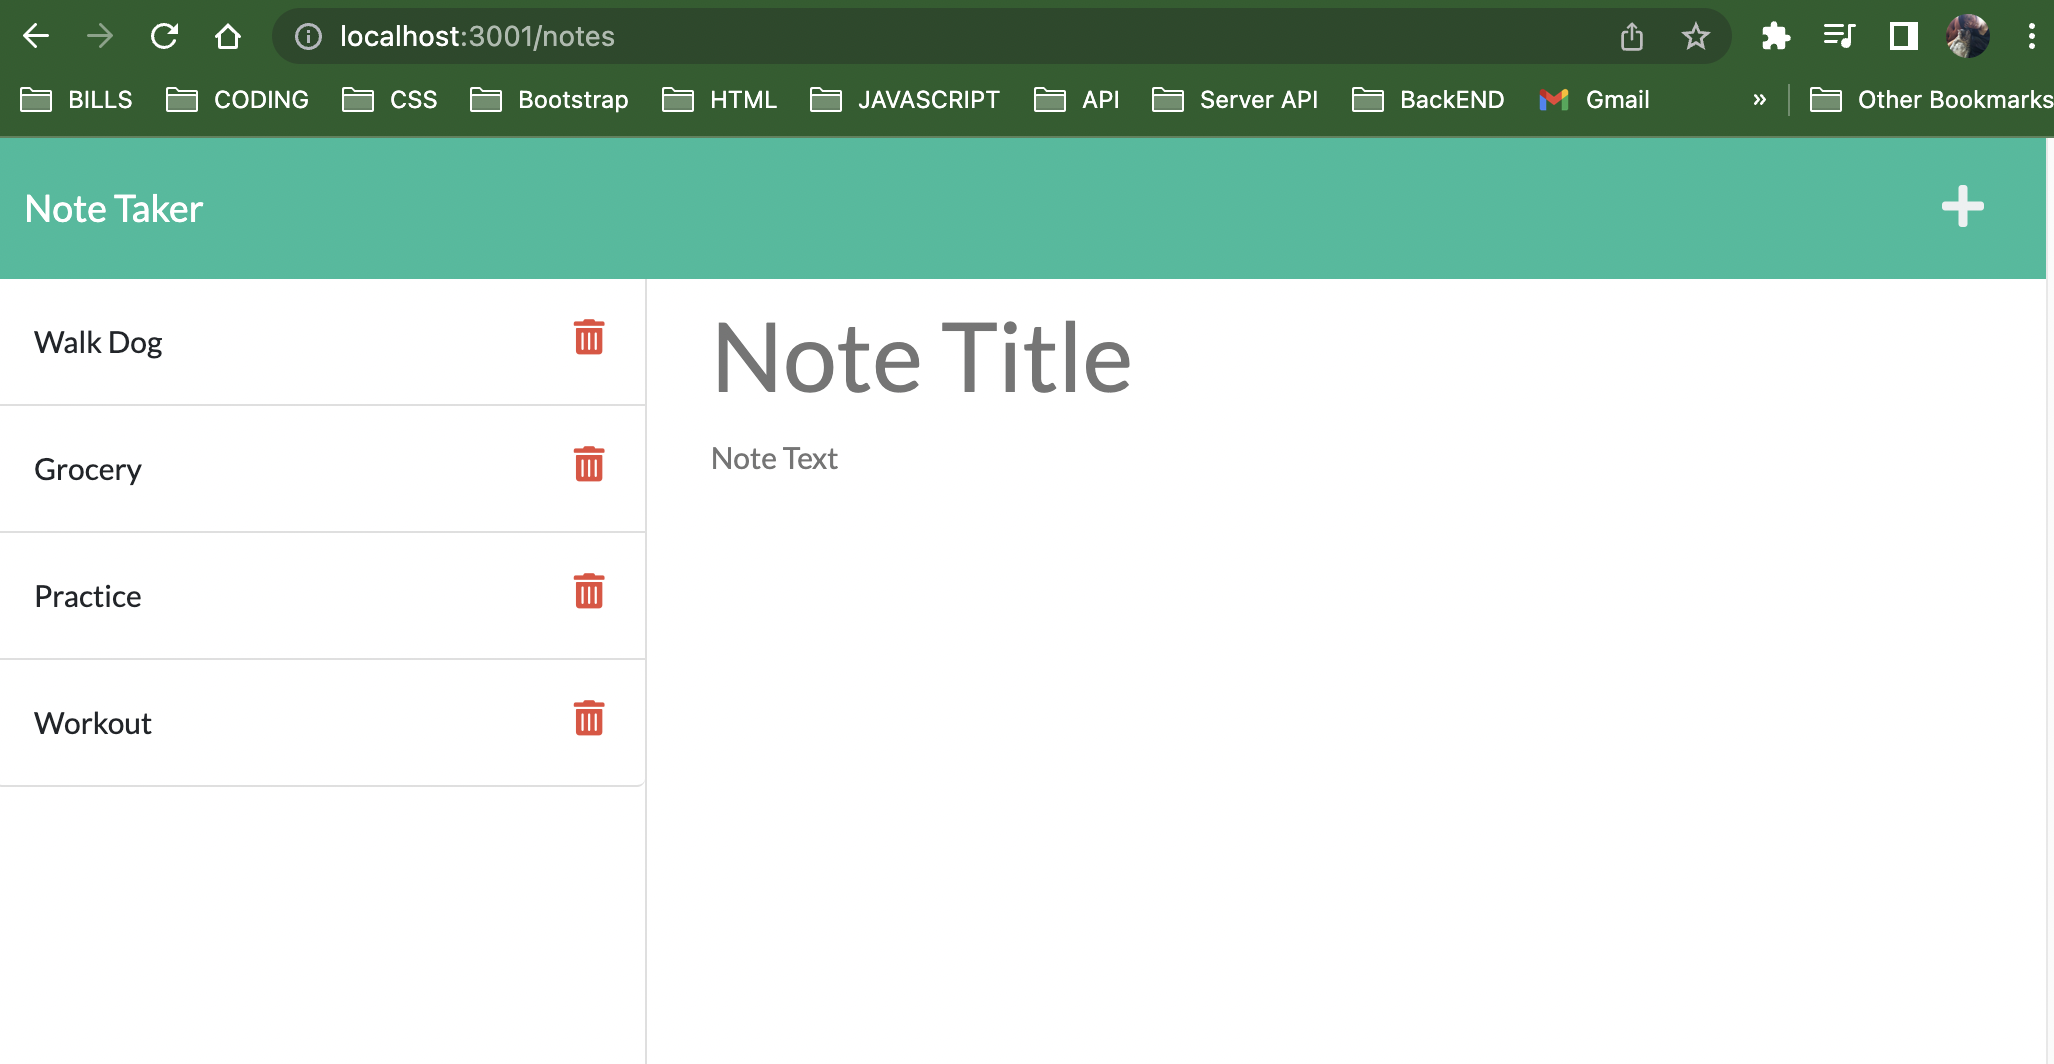 localhost:3001/notes
BILLS CODING CSS Bootstrap HTML JAVASCRIPT API Server API BackEND Gmail » Other Bookmarks
Note Taker
Walk Dog
Grocery
Practice
Workout
Note Title
Note Text